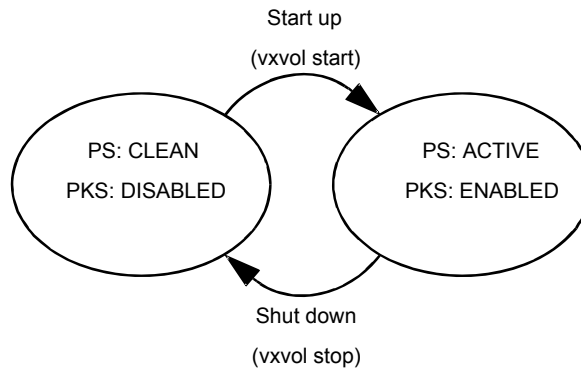 Start up
(vxvol start)
PS: CLEAN
PKS: DISABLED
PS: ACTIVE
PKS: ENABLED
Shut down
(vxvol stop)